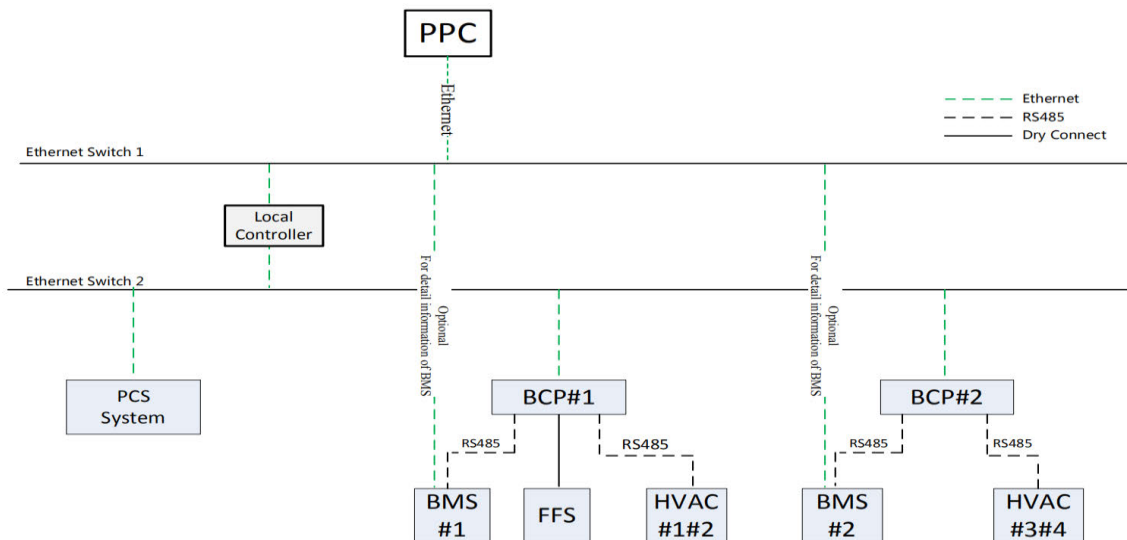 PPC
Ethernet
Ethernet
RS485
Dry Connect
Ethernet Switch 1
Local
Controller
Ethernet Switch 2
For detail information of BMS
Optional
For detail information of BMS
Optional
PCS
System
BCP#1
BCP#2
RS485
RS485
RS485
RS485
BMS
#1
FFS
HVAC
#1#2
BMS
#2
HVAC
#3#4